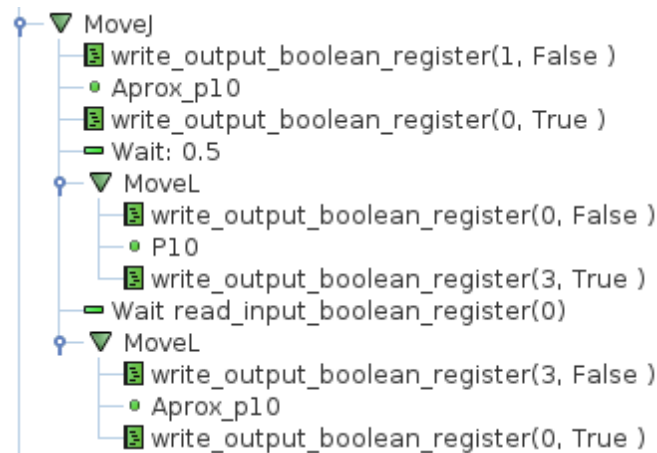 MoveJ
write_output_boolean_register(1, False )
Aprox_p10
write_output_boolean_register(0, True )
Wait: 0.5
MoveL
write_output_boolean_register(0, False )
P10
write_output_boolean_register(3, True )
Wait read_input_boolean_register(0)
MoveL
write_output_boolean_register(3, False )
Aprox_p10
write_output_boolean_register(0, True )